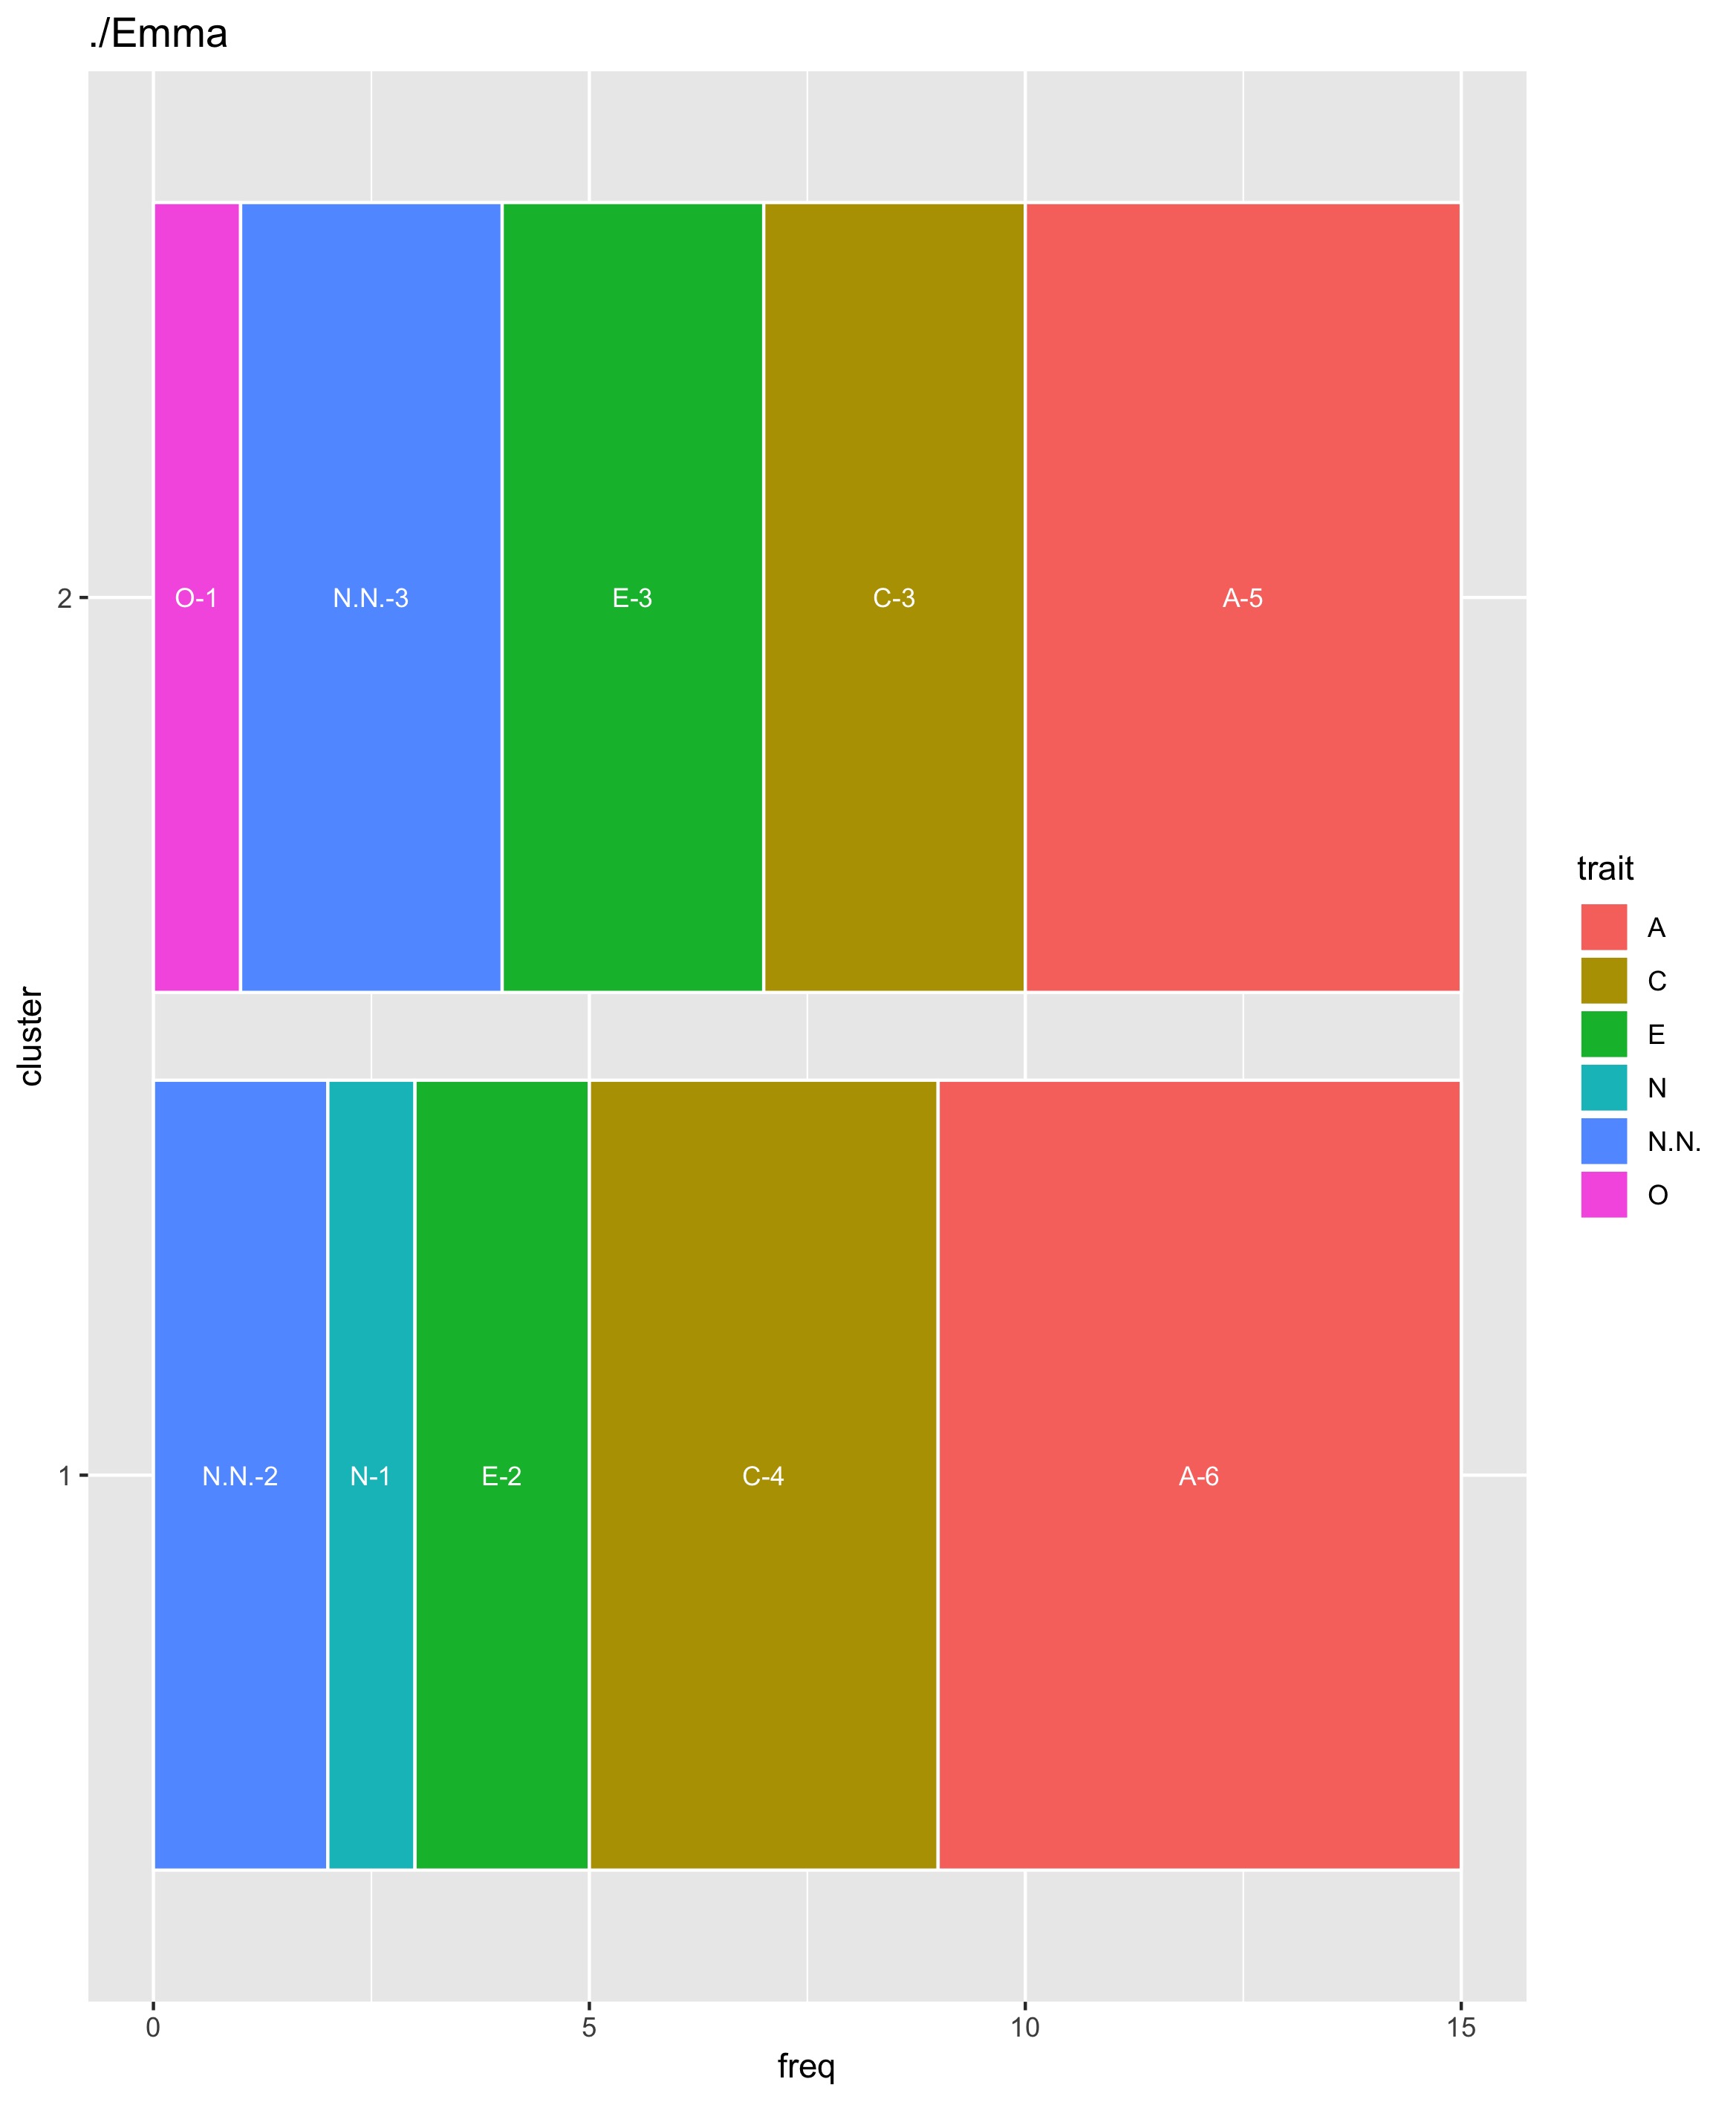 ./Emma
2
O-1 N.N.-3 E-3 C-3 A-5
cluster
1
N.N.-2 N-1 E-2 C-4 A-6
0 5 10 15
freq
trait
A
C
E
N
N.N.
O